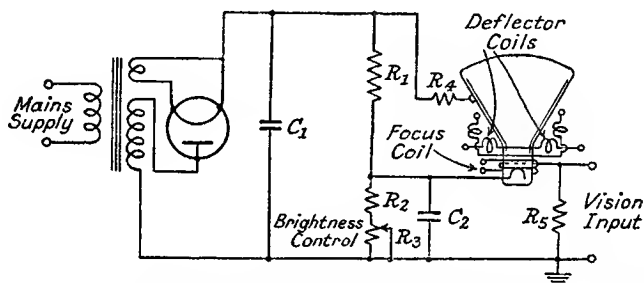 Mains
Supply
C1
R1
R4
Deflector
Coils
Focus
Coil
R2
Brightness
Control
R3
C2
R5
Vision
Input